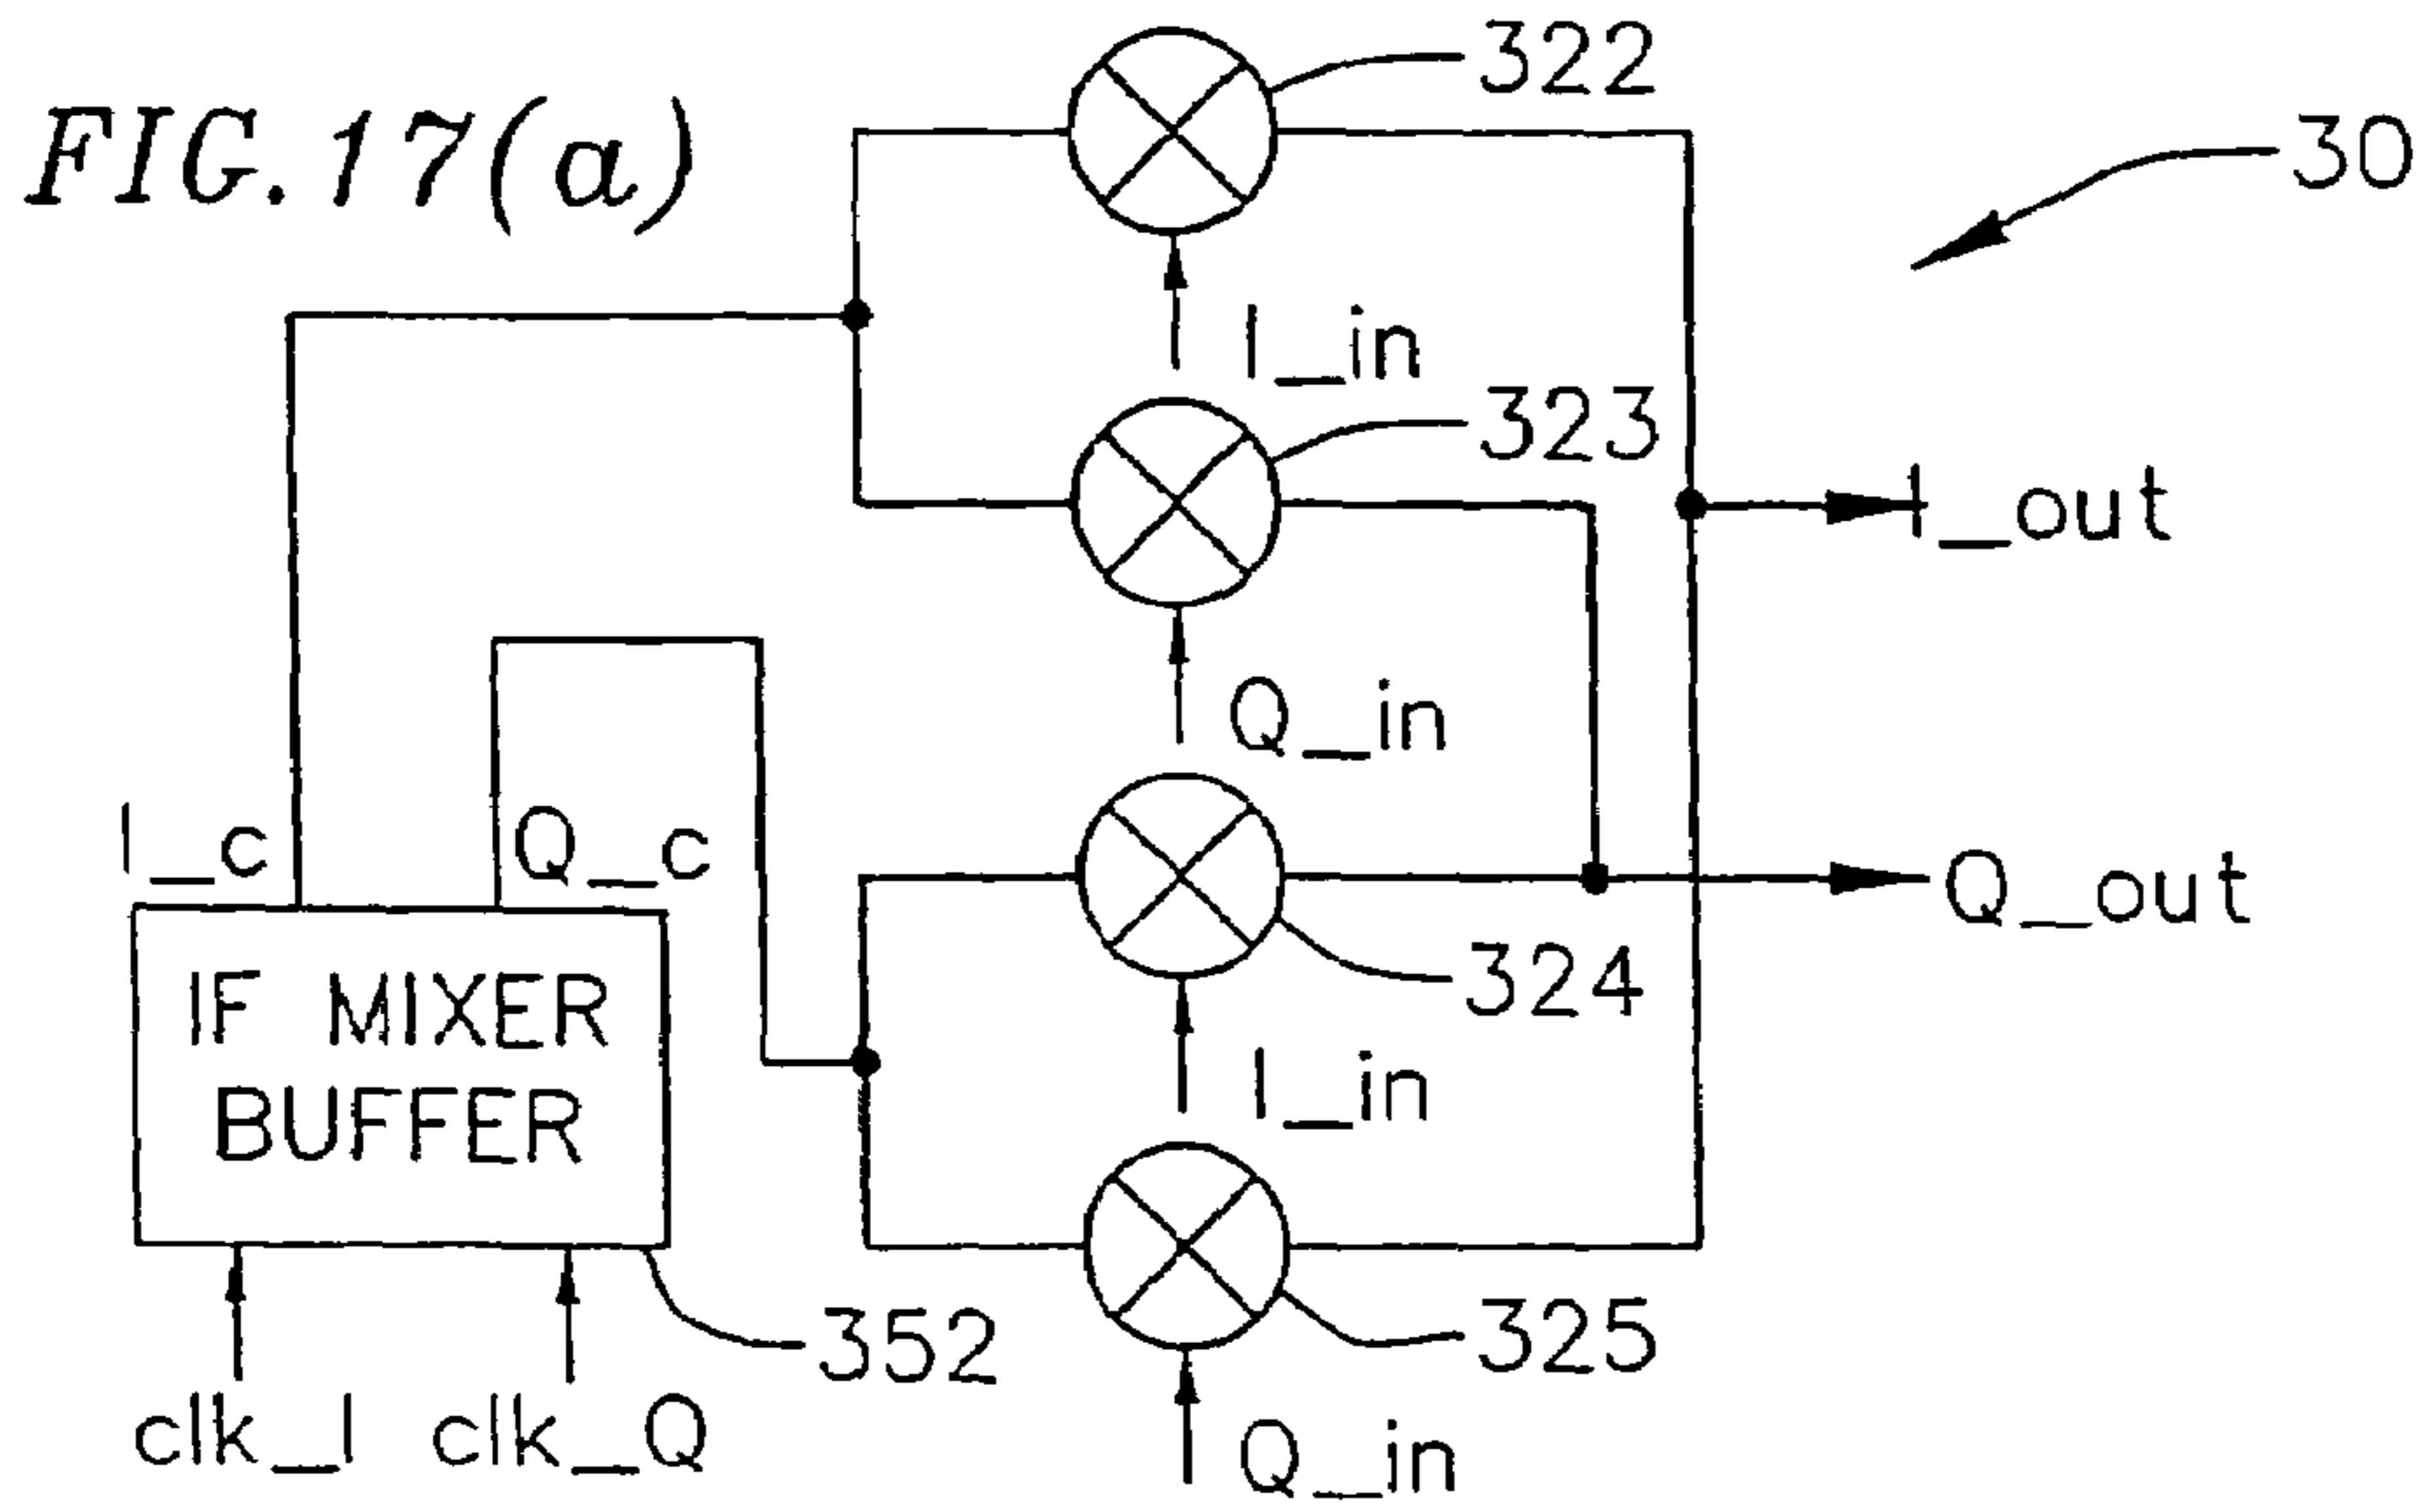 FIG. 17(a)
322
30
I_in
323
I_out
Q_in
I_c
Q_c
Q_out
IF MIXER
BUFFER
324
I_in
352
325
clk_I
clk_Q
Q_in